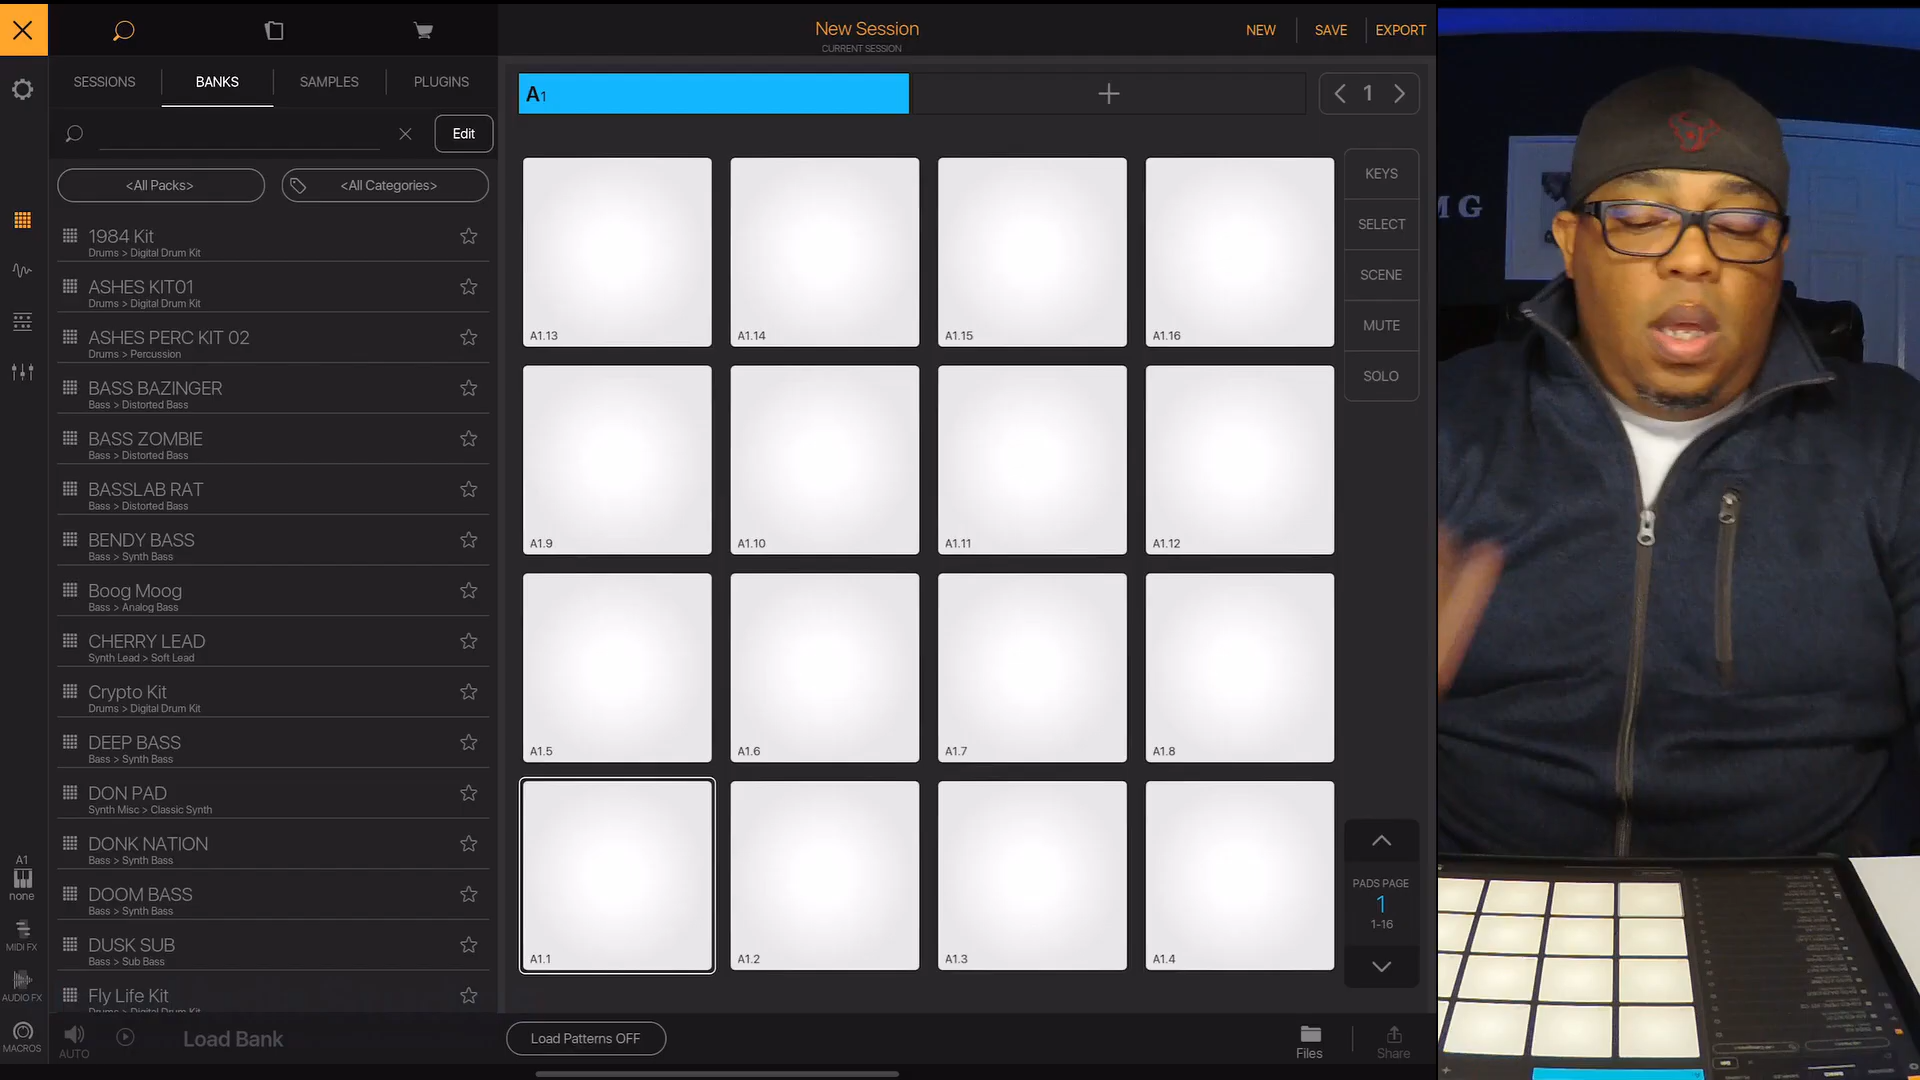 New Session
CURRENT SESSION
NEW
SAVE
EXPORT
SESSIONS
BANKS
SAMPLES
PLUGINS
Edit
<All Packs>
<All Categories>
1984 Kit
Drums > Digital Drum Kit
ASHES KIT01
Drums > Digital Drum Kit
ASHES PERC KIT 02
Drums > Percussion
BASS BAZINGER
Bass > Distorted Bass
BASS ZOMBIE
Bass > Distorted Bass
BASSLAB RAT
Bass > Distorted Bass
BENDY BASS
Bass > Synth Bass
Boog Moog
Bass > Analog Bass
CHERRY LEAD
Synth Lead > Soft Lead
Crypto Kit
Drums > Digital Drum Kit
DEEP BASS
Bass > Synth Bass
DON PAD
Synth Misc > Classic Synth
DONK NATION
Bass > Synth Bass
DOOM BASS
Bass > Synth Bass
DUSK SUB
Bass > Sub Bass
Fly Life Kit
Drums > Digital Drum Kit
A1
none
MIDI FX
AUDIO FX
MACROS
AUTO
Load Bank
A1
1
A1.13
A1.14
A1.15
A1.16
A1.9
A1.10
A1.11
A1.12
A1.5
A1.6
A1.7
A1.8
A1.1
A1.2
A1.3
A1.4
KEYS
SELECT
SCENE
MUTE
SOLO
PADS PAGE
1
1-16
Load Patterns OFF
Files
Share
M G